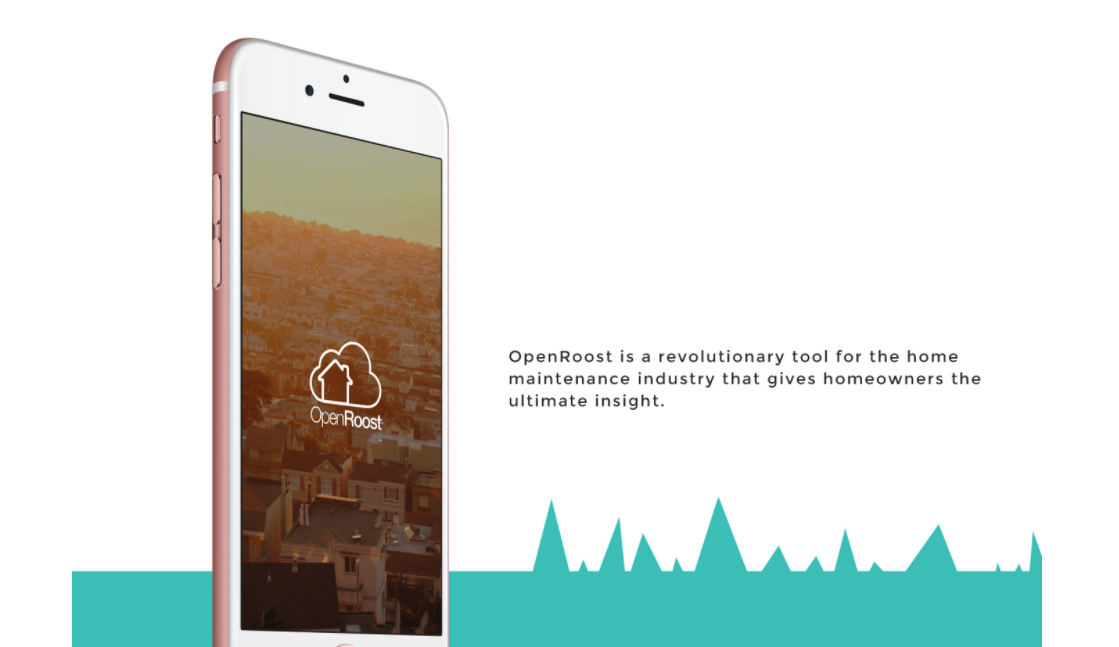 OpenRoost
OpenRoost is a revolutionary tool for the home
maintenance industry that gives homeowners the
ultimate insight.